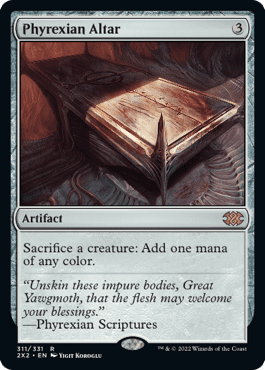 Phyrexian Altar 3
Artifact
Sacrifice a creature: Add one mana
of any color.
“Unskin these impure bodies, Great
Yawgmoth, that the flesh may welcome
your blessings.”
—Phyrexian Scriptures
311/331 R
2X2 • EN YIGIT KOROGLU
™ & © 2022 Wizards of the Coast